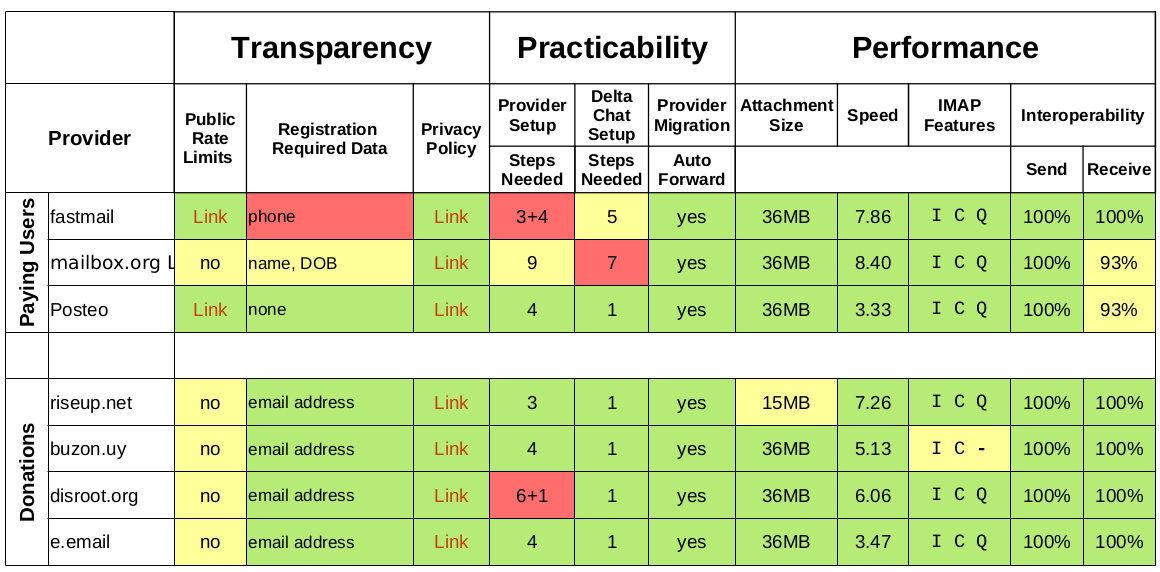 Transparency Practicability Performance
Provider
Public Rate Limits
Registration Required Data
Privacy Policy
Provider Setup
Delta Chat Setup
Provider Migration
Attachment Size
Speed
IMAP Features
Interoperability
Steps Needed
Steps Needed
Auto Forward
Send
Receive
Paying Users
fastmail Link phone Link 3+4 5 yes 36MB 7.86 I C Q 100% 100%
mailbox.org L no name, DOB Link 9 7 yes 36MB 8.40 I C Q 100% 93%
Posteo Link none Link 4 1 yes 36MB 3.33 I C Q 100% 93%
Donations
riseup.net no email address Link 3 1 yes 15MB 7.26 I C Q 100% 100%
buzon.uy no email address Link 4 1 yes 36MB 5.13 I C - 100% 100%
disroot.org no email address Link 6+1 1 yes 36MB 6.06 I C Q 100% 100%
e.email no email address Link 4 1 yes 36MB 3.47 I C Q 100% 100%